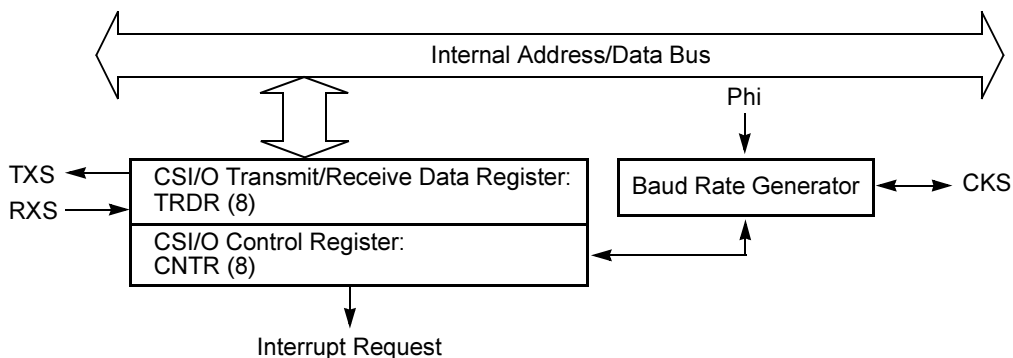 Internal Address/Data Bus
Phi
TXS
RXS
CSI/O Transmit/Receive Data Register:
TRDR (8)
CSI/O Control Register:
CNTR (8)
Baud Rate Generator
CKS
Interrupt Request